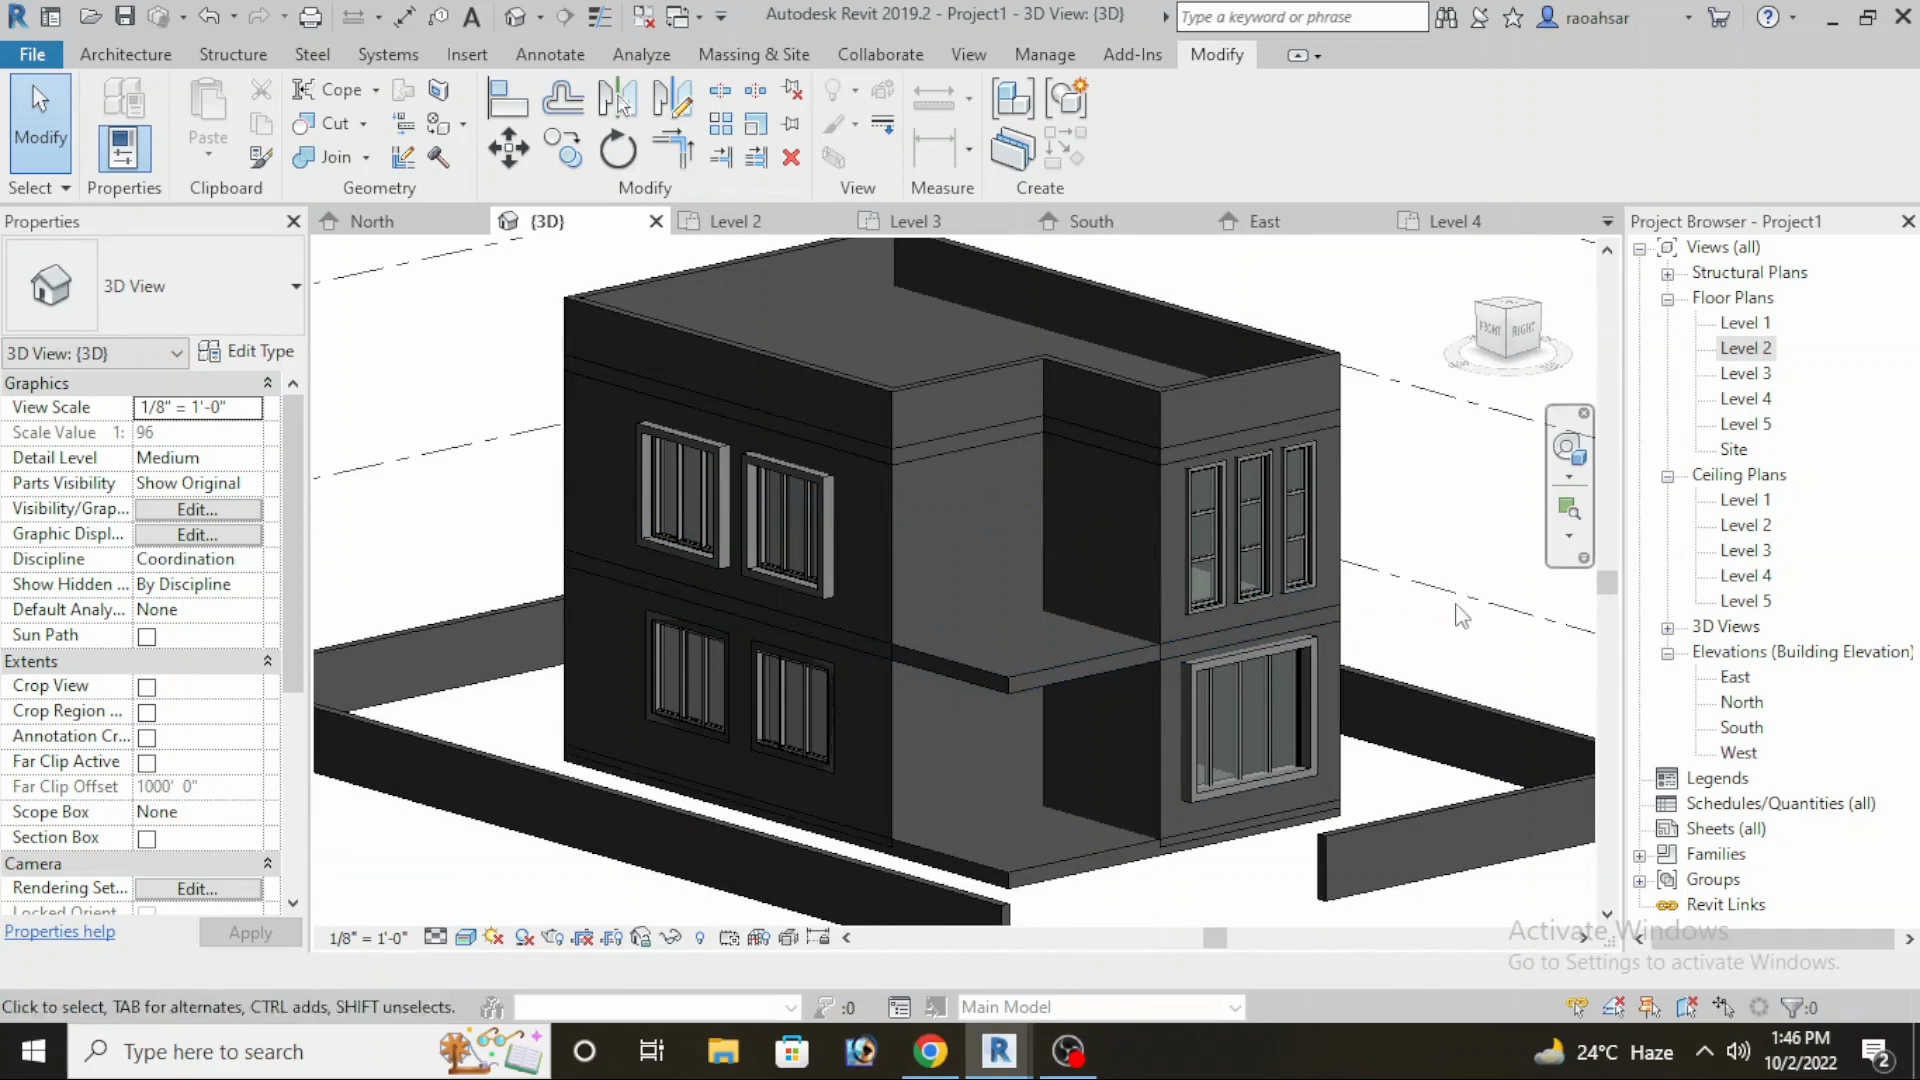 Autodesk Revit 2019.2 - Project1 - 3D View: {3D}
Type a keyword or phrase
raoahsar
File Architecture Structure Steel Systems Insert Annotate Analyze Massing & Site Collaborate View Manage Add-Ins Modify
Modify
Paste
Cope
Cut
Join
Select Properties Clipboard Geometry Modify View Measure Create
Properties
North {3D} Level 2 Level 3 South East Level 4
Project Browser - Project1
3D View
3D View: {3D} Edit Type
Graphics
View Scale 1/8" = 1'-0"
Scale Value 1: 96
Detail Level Medium
Parts Visibility Show Original
Visibility/Grap... Edit...
Graphic Displ... Edit...
Discipline Coordination
Show Hidden ... By Discipline
Default Analy... None
Sun Path
Extents
Crop View
Crop Region ...
Annotation Cr...
Far Clip Active
Far Clip Offset 1000' 0"
Scope Box None
Section Box
Camera
Rendering Set... Edit...
Locked Orient
Properties help Apply
FRONT RIGHT
Views (all)
Structural Plans
Floor Plans
Level 1
Level 2
Level 3
Level 4
Level 5
Site
Ceiling Plans
Level 1
Level 2
Level 3
Level 4
Level 5
3D Views
Elevations (Building Elevation)
East
North
South
West
Legends
Schedules/Quantities (all)
Sheets (all)
Families
Groups
Revit Links
1/8" = 1'-0"
Activate Windows
Go to Settings to activate Windows.
Click to select, TAB for alternates, CTRL adds, SHIFT unselects.
:0
Main Model
:0
Type here to search
24°C Haze
1:46 PM
10/2/2022
2